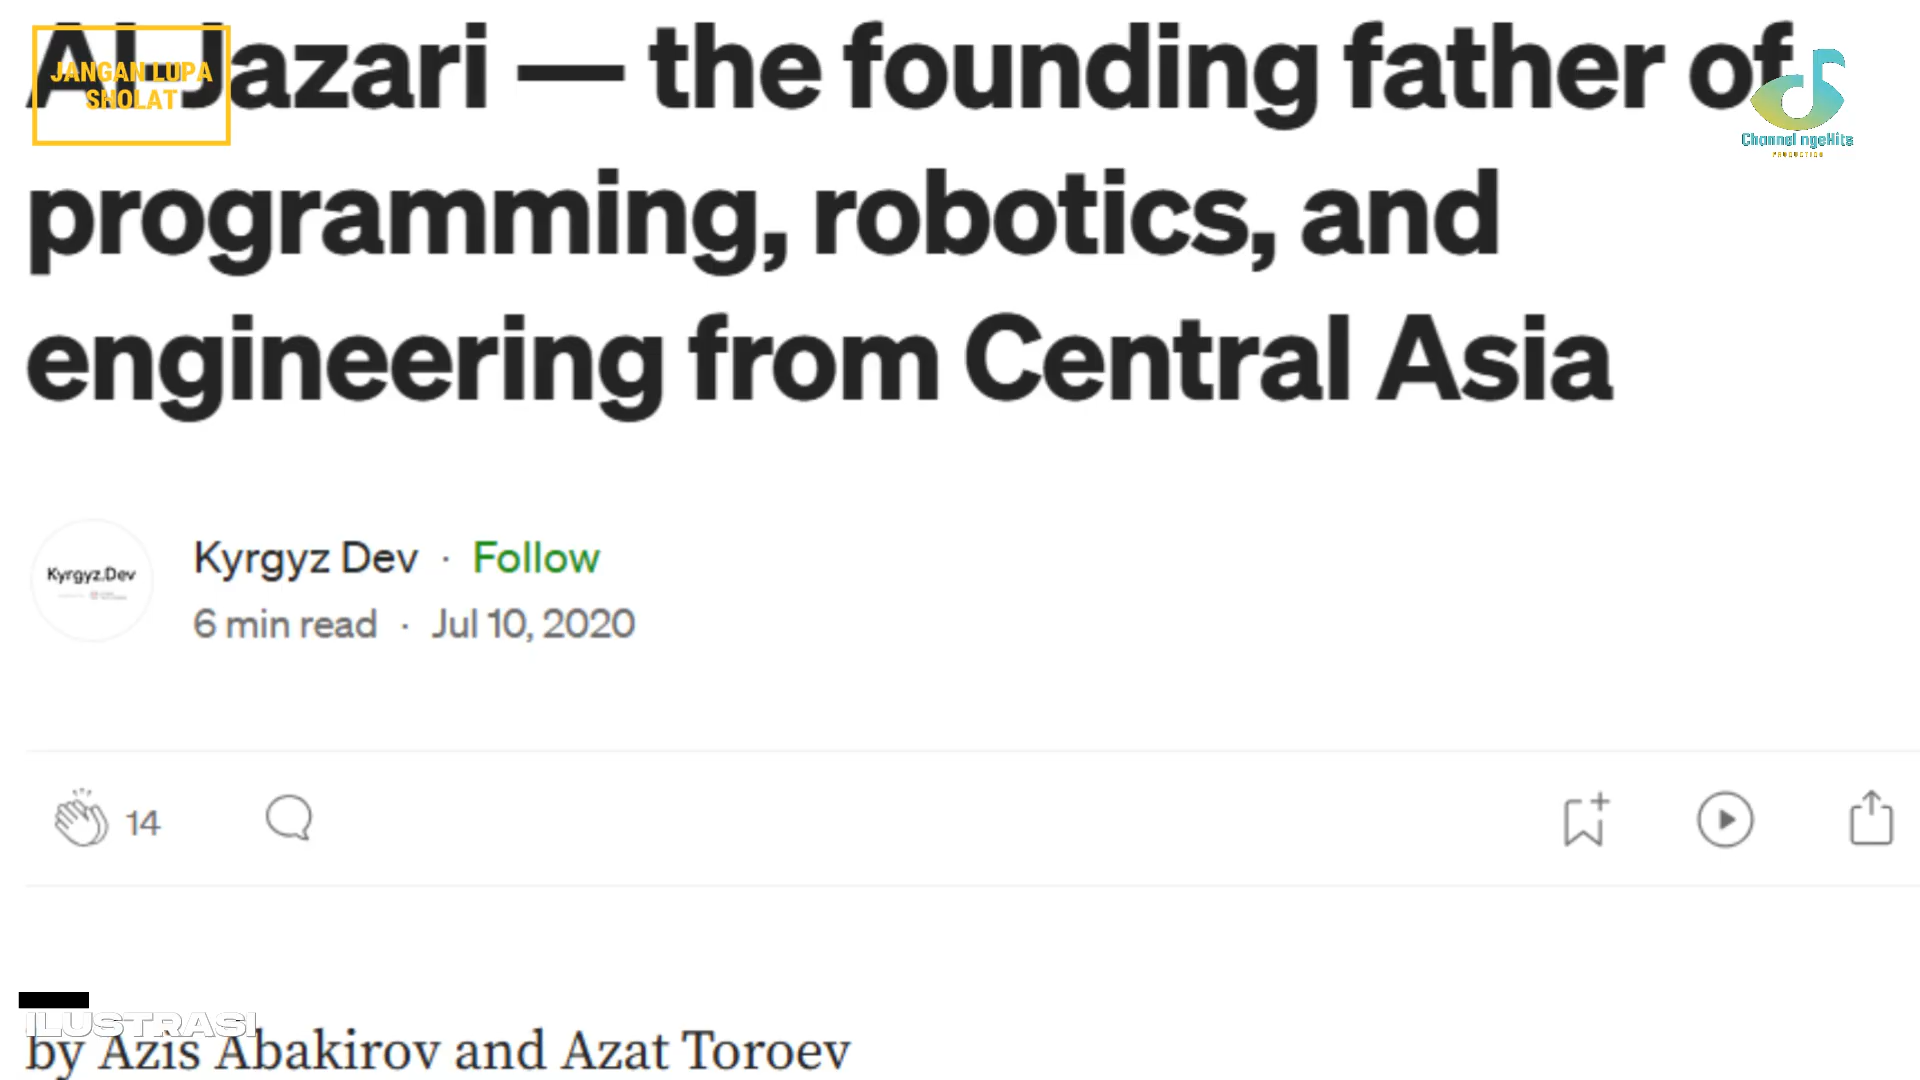 Al-Jazari — the founding father of
programming, robotics, and
engineering from Central Asia
JANGAN LUPA
SHOLAT
Channel ngeHits
PRODUCTION
Kyrgyz.Dev
Kyrgyz Dev · Follow
6 min read · Jul 10, 2020
14
ILUSTRASI
by Azis Abakirov and Azat Toroev